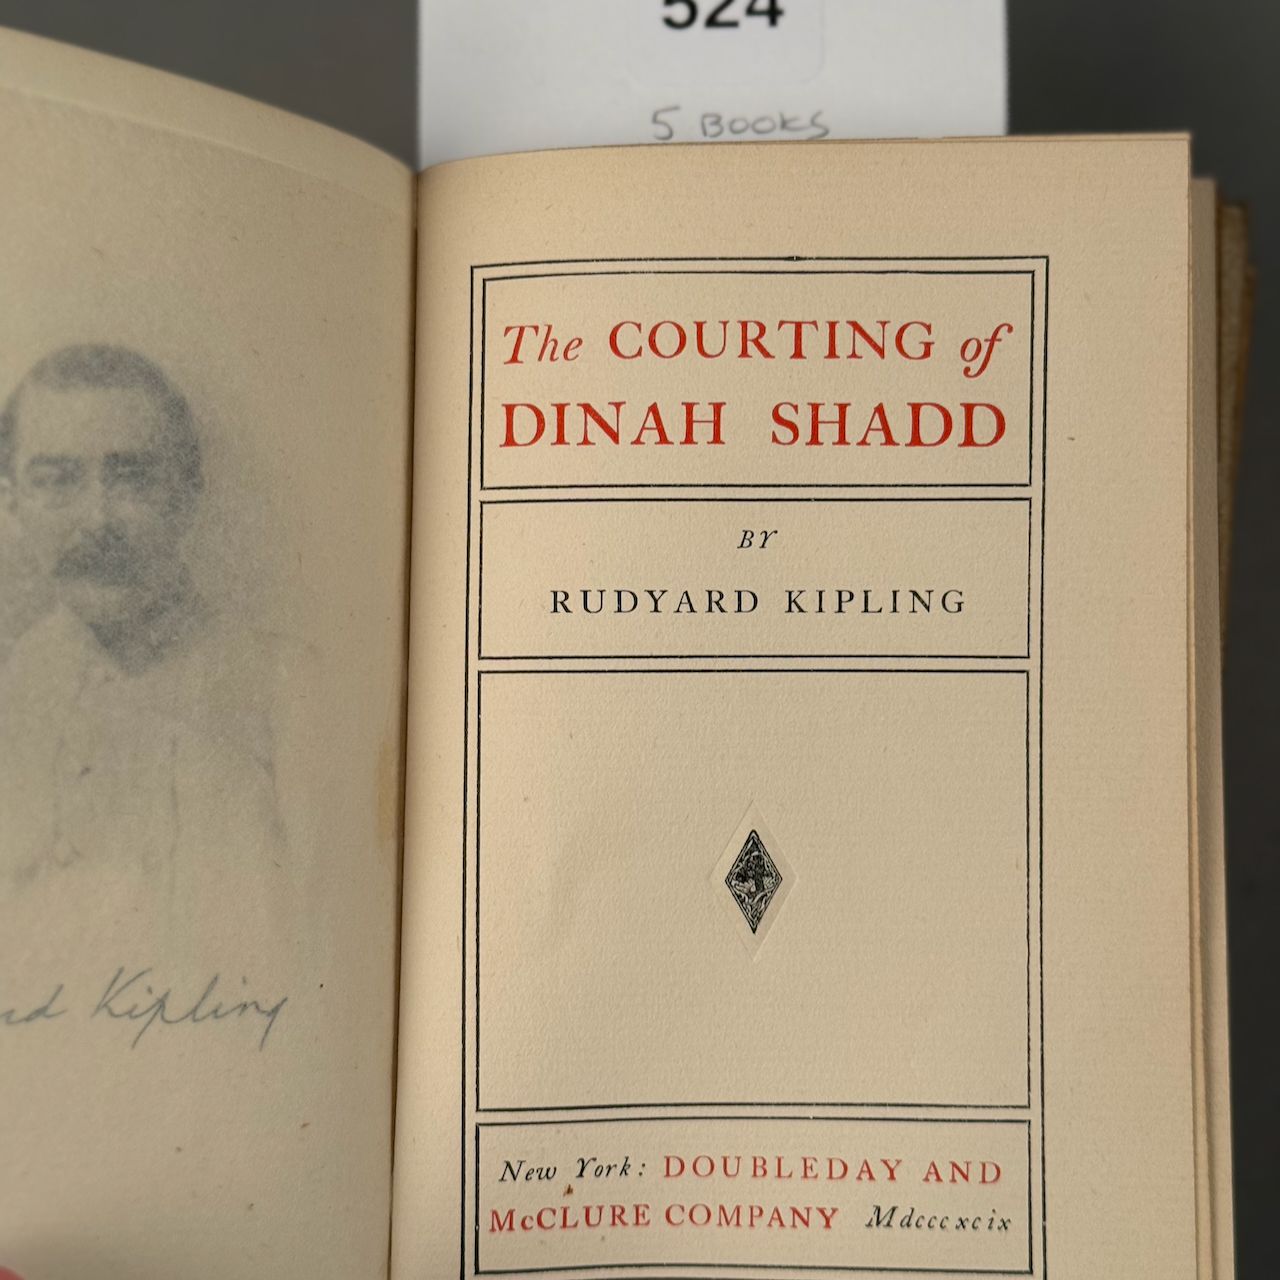 524
5 BOOKS
The COURTING of
DINAH SHADD
BY
RUDYARD KIPLING
Kipling
New York: DOUBLEDAY AND
McCLURE COMPANY Mdcccxcix